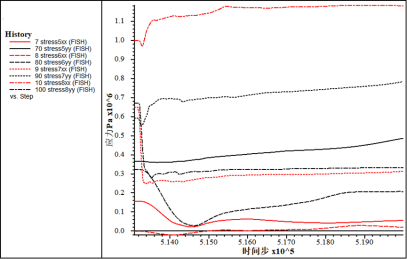 History
7 stress5xx (FISH)
70 stress5yy (FISH)
8 stress6xx (FISH)
80 stress6yy (FISH)
9 stress7xx (FISH)
90 stress7yy (FISH)
10 stress8xx (FISH)
100 stress8yy (FISH)
vs. Step
应力Pa x10^6
1.1
1.0
0.9
0.8
0.7
0.6
0.5
0.4
0.3
0.2
0.1
0.0
5.140 5.150 5.160 5.170 5.180 5.190
时间步 x10^5